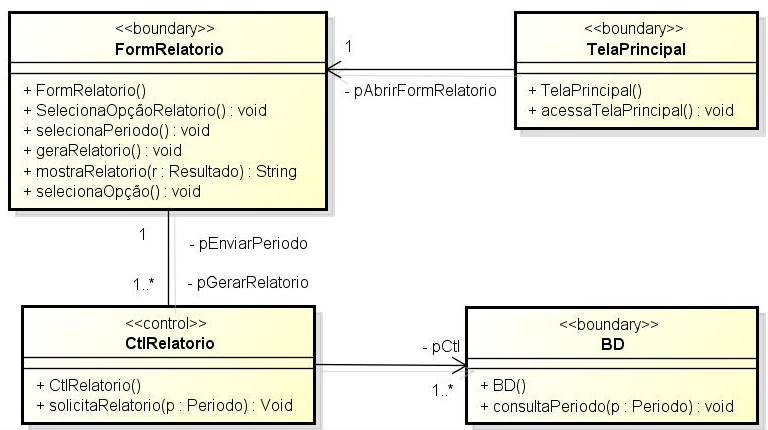 <<boundary>>
FormRelatorio
+ FormRelatorio()
+ SelecionaOpçãoRelatorio() : void
+ selecionaPeriodo() : void
+ geraRelatorio() : void
+ mostraRelatorio(r : Resultado) : String
+ selecionaOpção() : void
1
- pAbrirFormRelatorio
<<boundary>>
TelaPrincipal
+ TelaPrincipal()
+ acessaTelaPrincipal() : void
1
- pEnviarPeriodo
1..*
- pGerarRelatorio
<<control>>
CtlRelatorio
+ CtlRelatorio()
+ solicitaRelatorio(p : Periodo) : Void
- pCtl
1..*
<<boundary>>
BD
+ BD()
+ consultaPeriodo(p : Periodo) : void